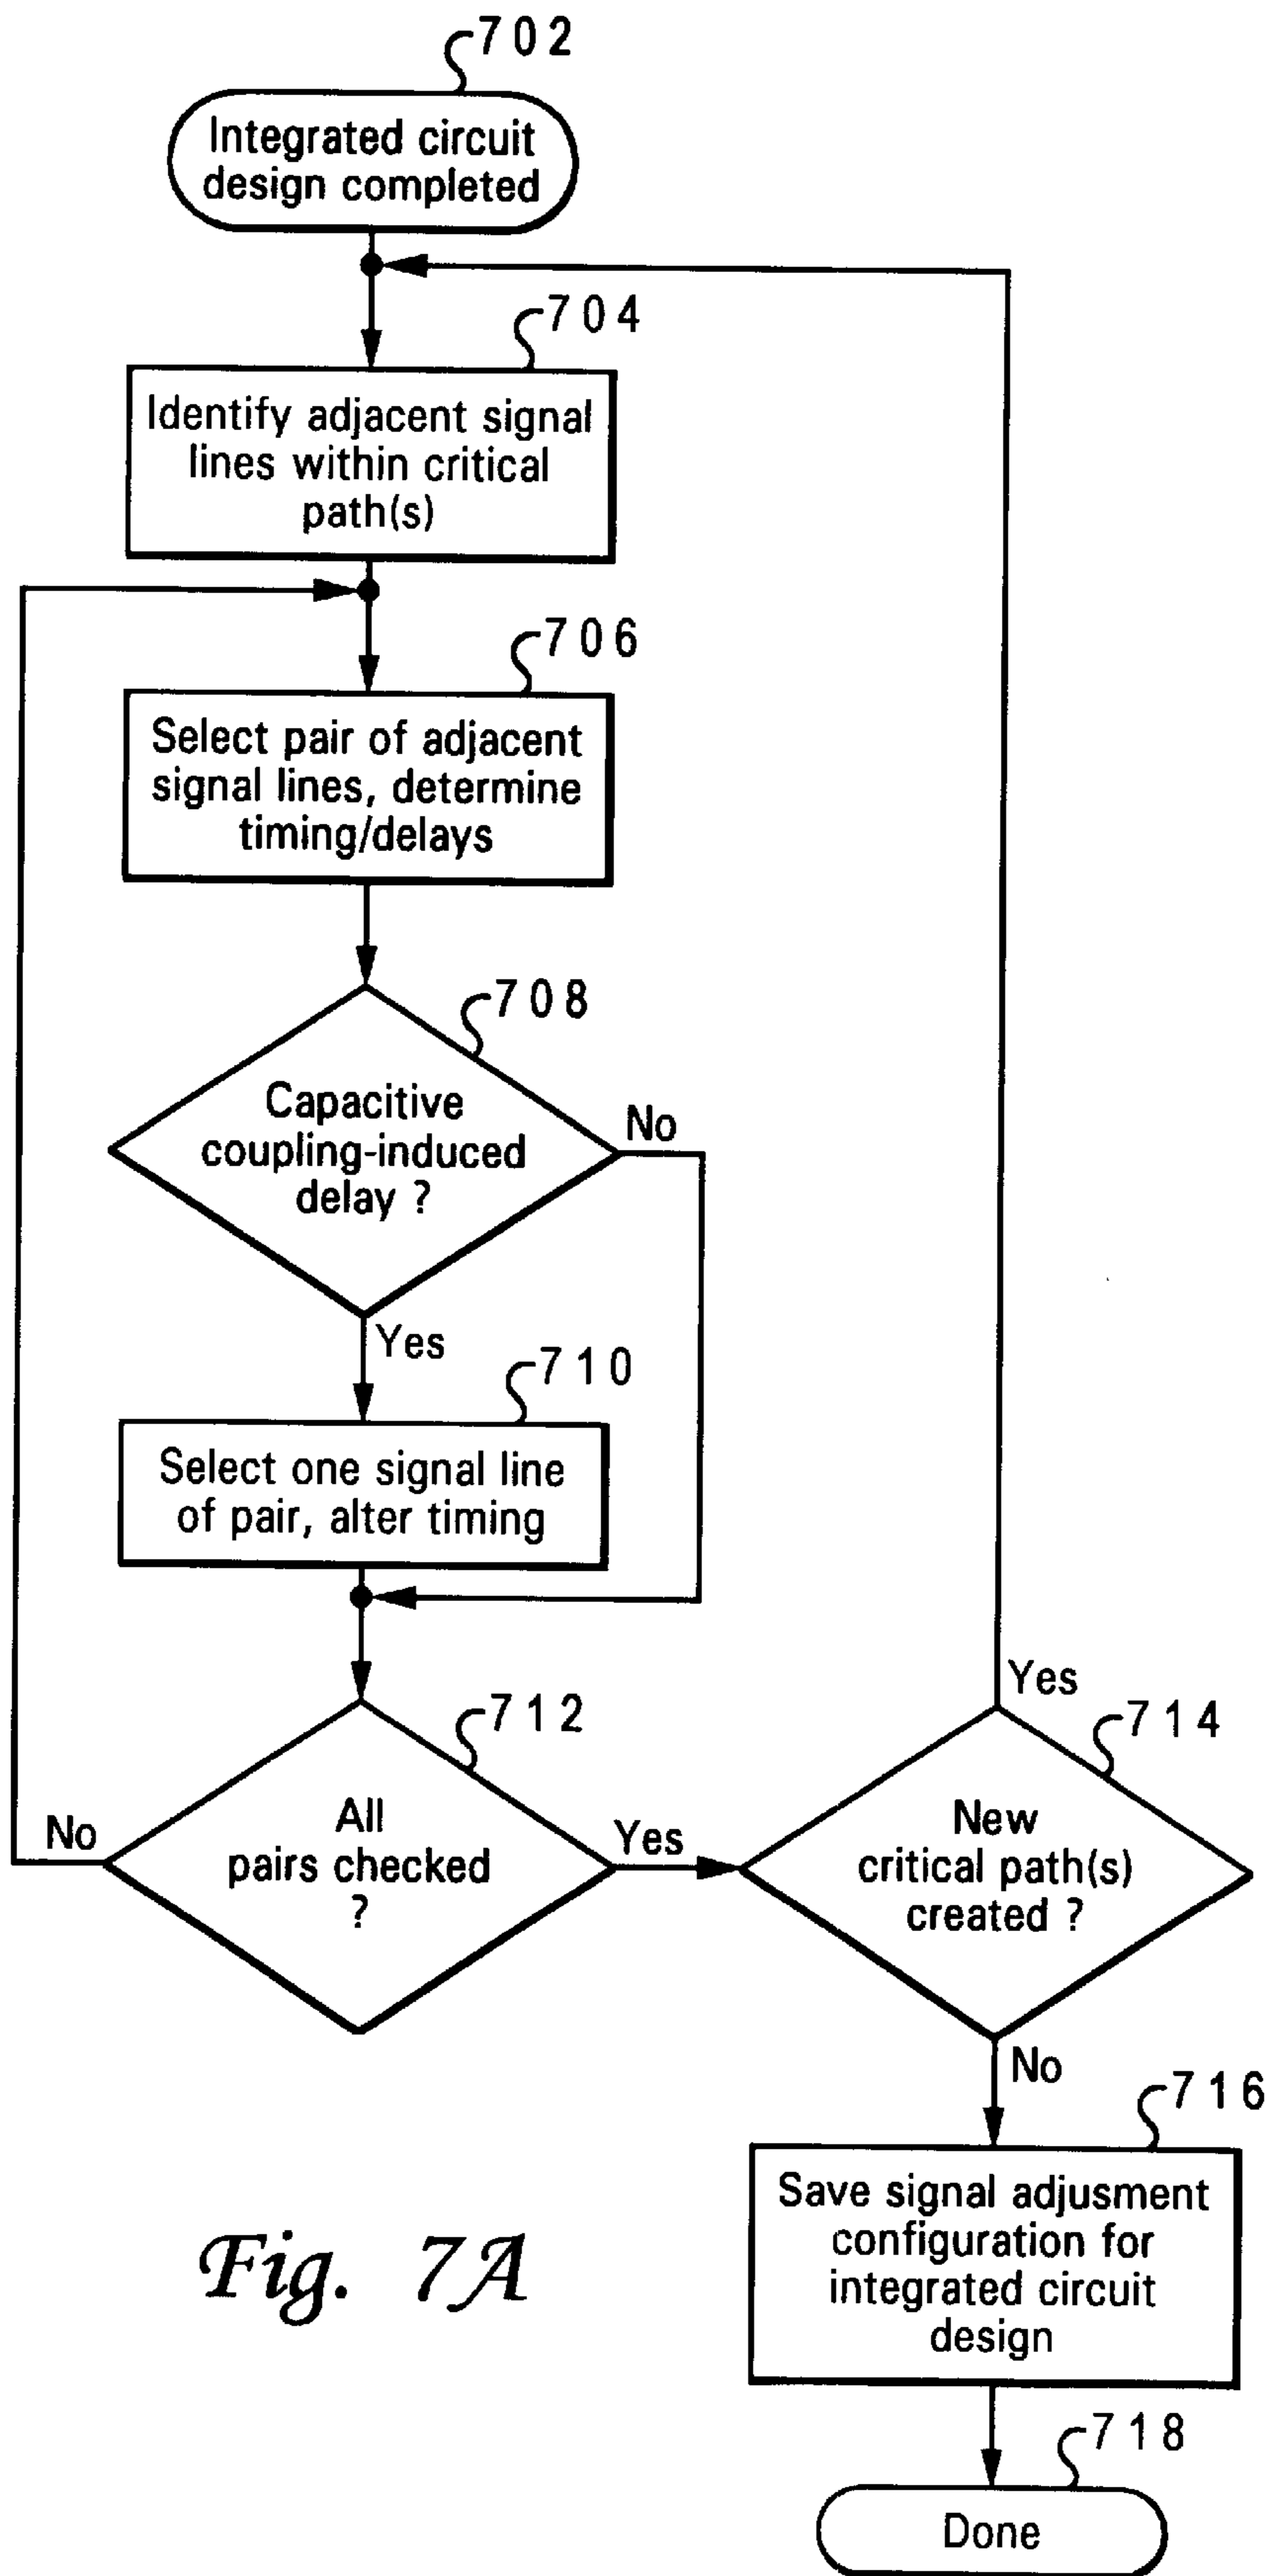 702
Integrated circuit
design completed
704
Identify adjacent signal
lines within critical
path(s)
706
Select pair of adjacent
signal lines, determine
timing/delays
708
Capacitive
coupling-induced
delay ?
No
Yes
710
Select one signal line
of pair, alter timing
712
All
pairs checked
?
No
Yes
714
New
critical path(s)
created ?
Yes
No
716
Save signal adjusment
configuration for
integrated circuit
design
718
Done
Fig. 7A